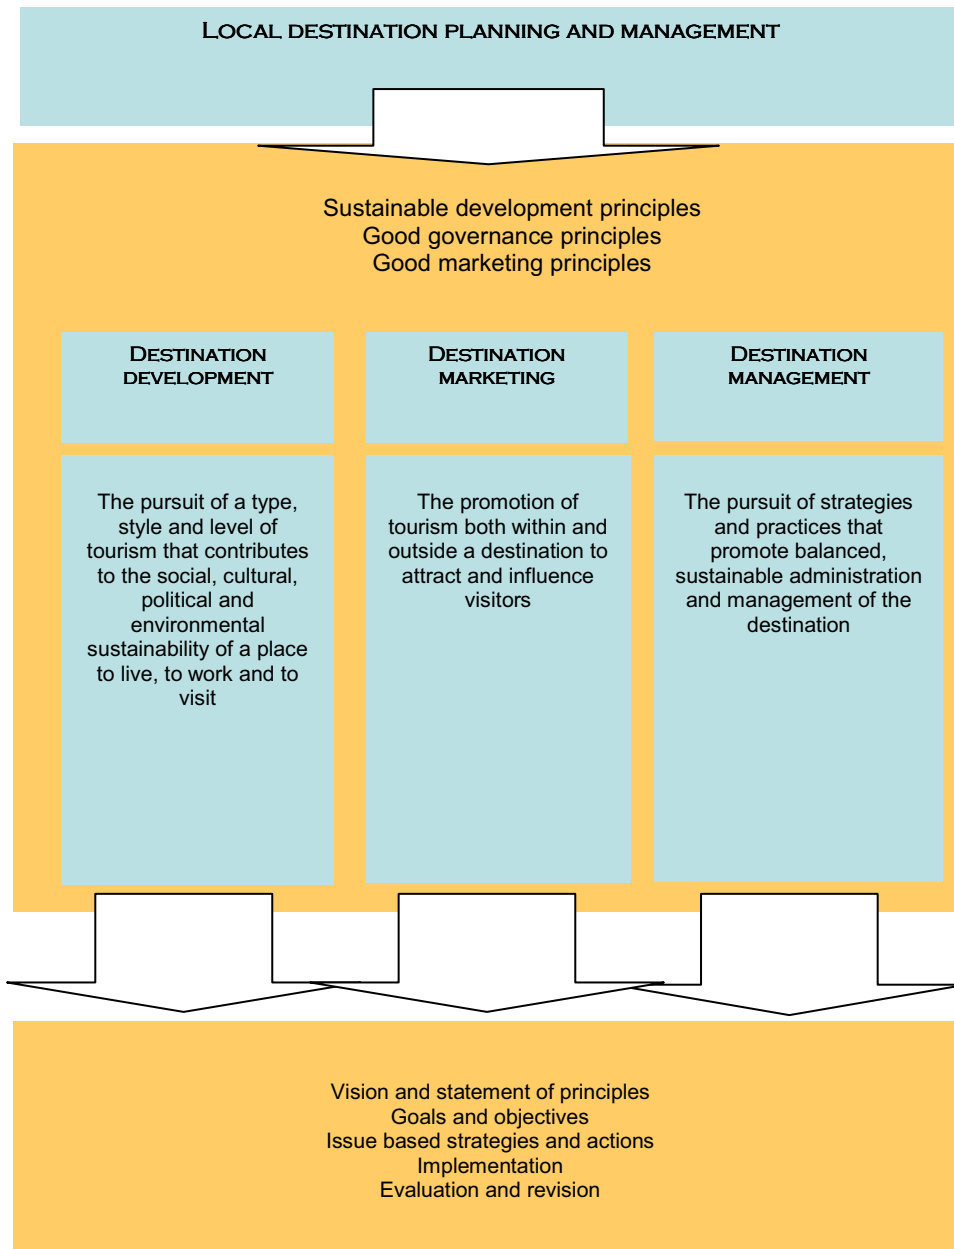 LOCAL DESTINATION PLANNING AND MANAGEMENT
Sustainable development principles
Good governance principles
Good marketing principles
DESTINATION
DEVELOPMENT
The pursuit of a type,
style and level of
tourism that contributes
to the social, cultural,
political and
environmental
sustainability of a place
to live, to work and to
visit
DESTINATION
MARKETING
The promotion of
tourism both within and
outside a destination to
attract and influence
visitors
DESTINATION
MANAGEMENT
The pursuit of strategies
and practices that
promote balanced,
sustainable administration
and management of the
destination
Vision and statement of principles
Goals and objectives
Issue based strategies and actions
Implementation
Evaluation and revision